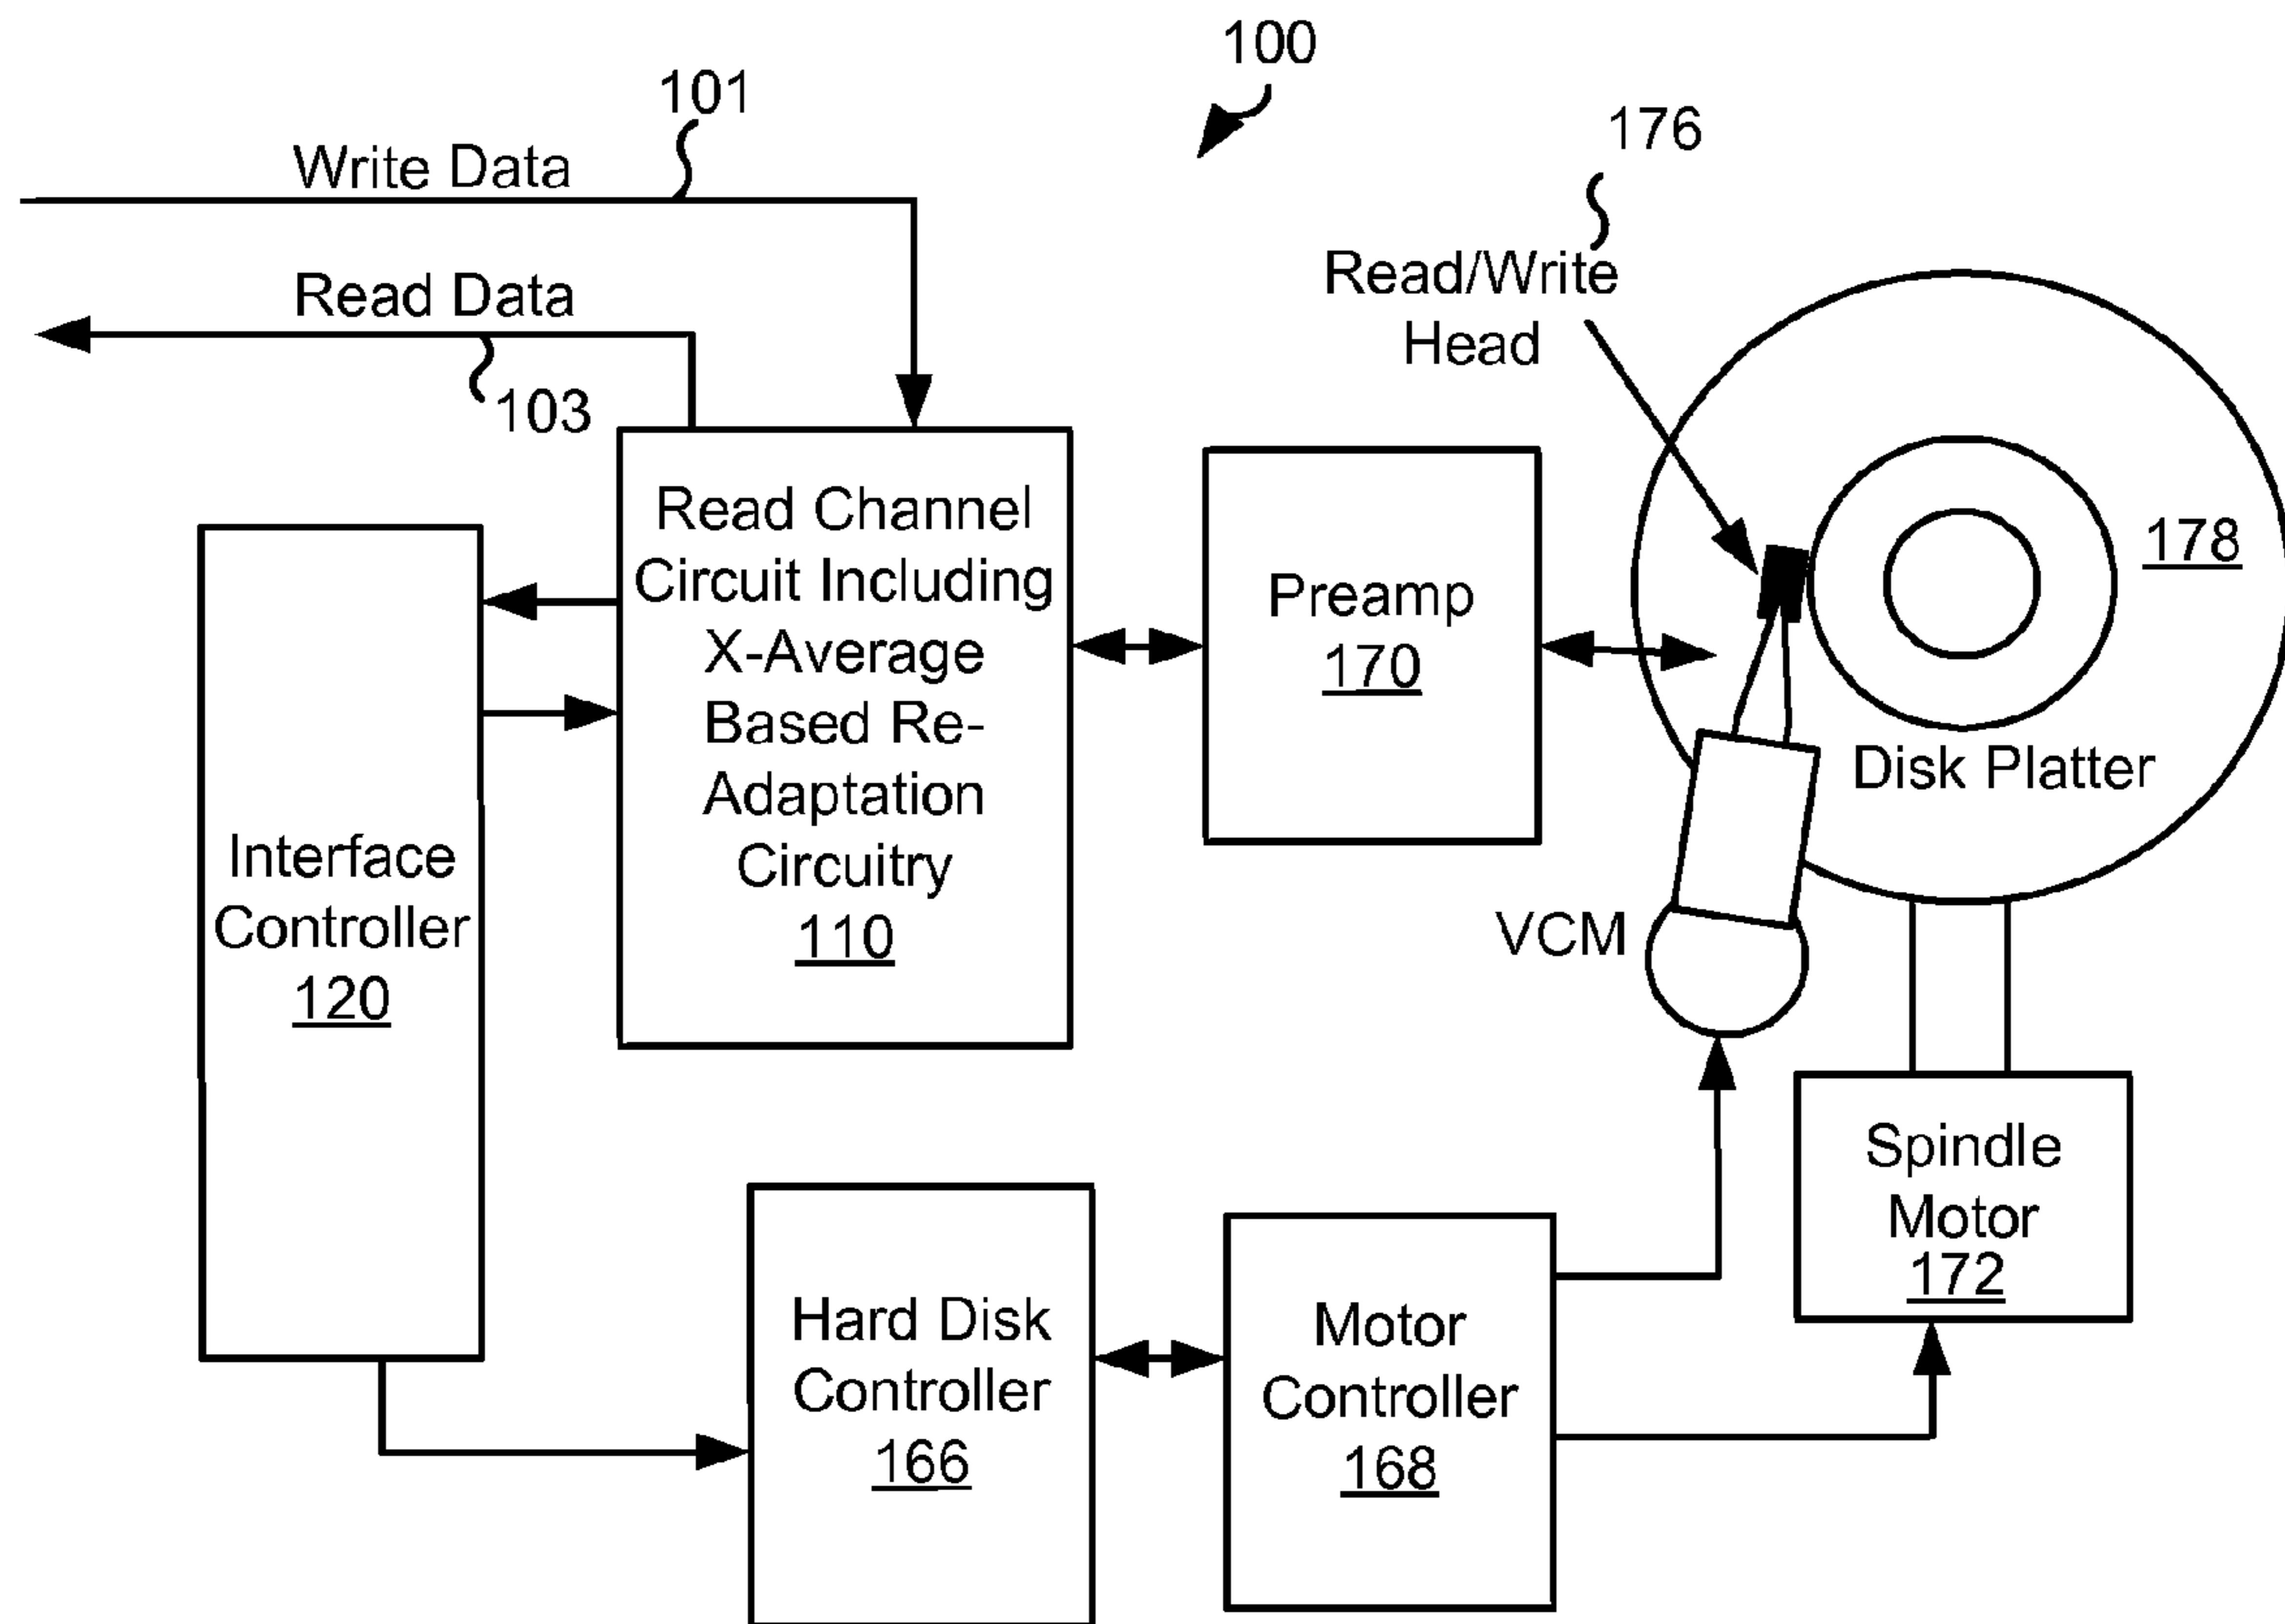 100
101
176
Write Data
Read Data
103
Read/Write
Head
Read Channel
Circuit Including
X-Average
Based Re-
Adaptation
Circuitry
110
Preamp
170
178
Disk Platter
Interface
Controller
120
VCM
Spindle
Motor
172
Hard Disk
Controller
166
Motor
Controller
168